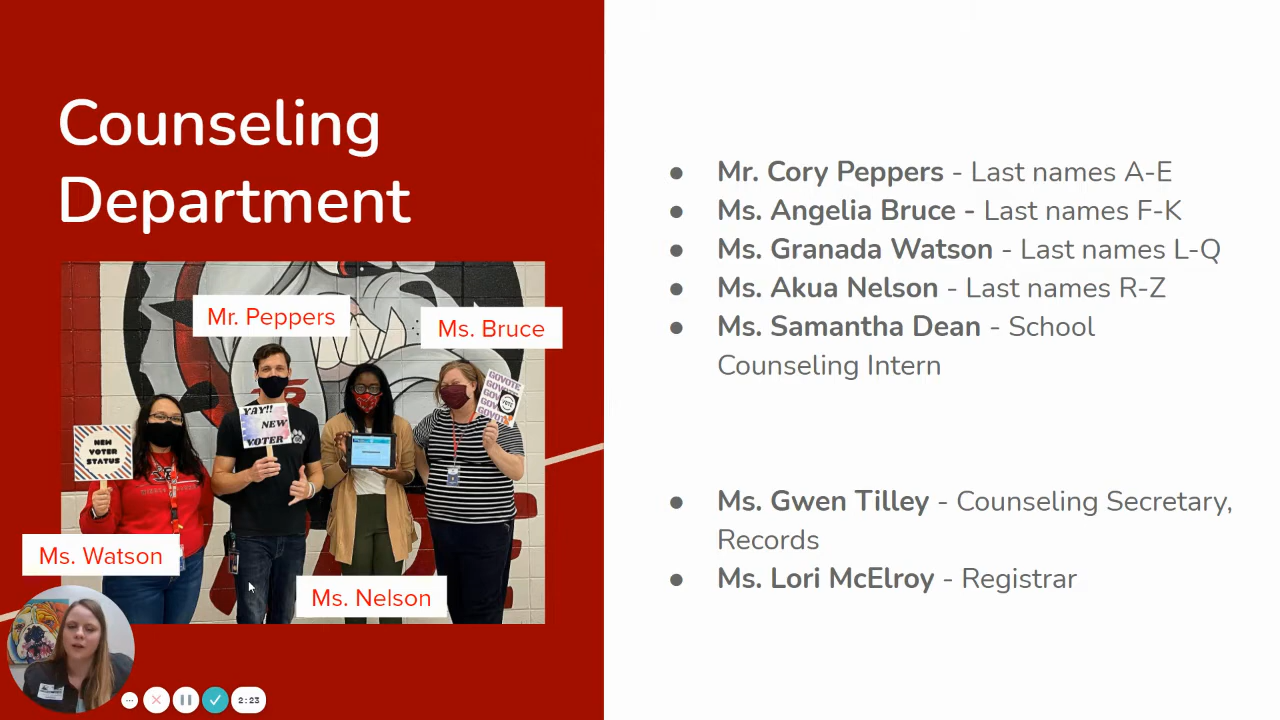 Counseling
Department
Mr. Peppers
Ms. Bruce
Ms. Watson
Ms. Nelson
NEW
VOTER
STATUS
YAY!!
NEW
VOTER
GOVOTE
● Mr. Cory Peppers - Last names A-E
● Ms. Angelia Bruce - Last names F-K
● Ms. Granada Watson - Last names L-Q
● Ms. Akua Nelson - Last names R-Z
● Ms. Samantha Dean - School
Counseling Intern
● Ms. Gwen Tilley - Counseling Secretary,
Records
● Ms. Lori McElroy - Registrar
2:23